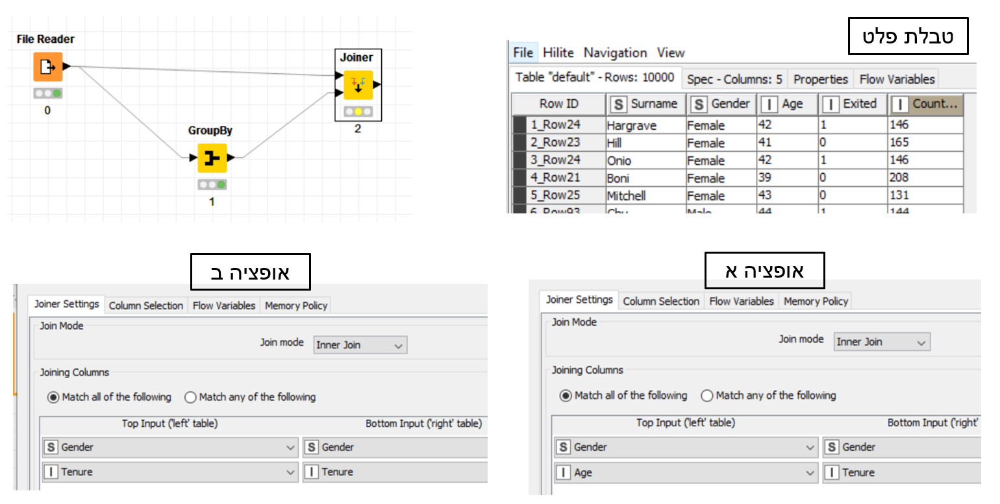 File Reader
0
GroupBy
1
Joiner
2
טבלת פלט
File Hilite Navigation View
Table "default" - Rows: 10000 Spec - Columns: 5 Properties Flow Variables
Row ID S Surname S Gender I Age I Exited I Count...
1_Row24 Hargrave Female 42 1 146
2_Row23 Hill Female 41 0 165
3_Row24 Onio Female 42 1 146
4_Row21 Boni Female 39 0 208
5_Row25 Mitchell Female 43 0 131
6_Row93 Chu Male 44 1 144
אופציה ב
Joiner Settings Column Selection Flow Variables Memory Policy
Join Mode
Join mode Inner Join
Joining Columns
Match all of the following Match any of the following
Top Input ('left' table) Bottom Input ('right' table)
S Gender S Gender
I Tenure I Tenure
אופציה א
Joiner Settings Column Selection Flow Variables Memory Policy
Join Mode
Join mode Inner Join
Joining Columns
Match all of the following Match any of the following
Top Input ('left' table) Bottom Input ('right'
S Gender S Gender
I Age I Tenure